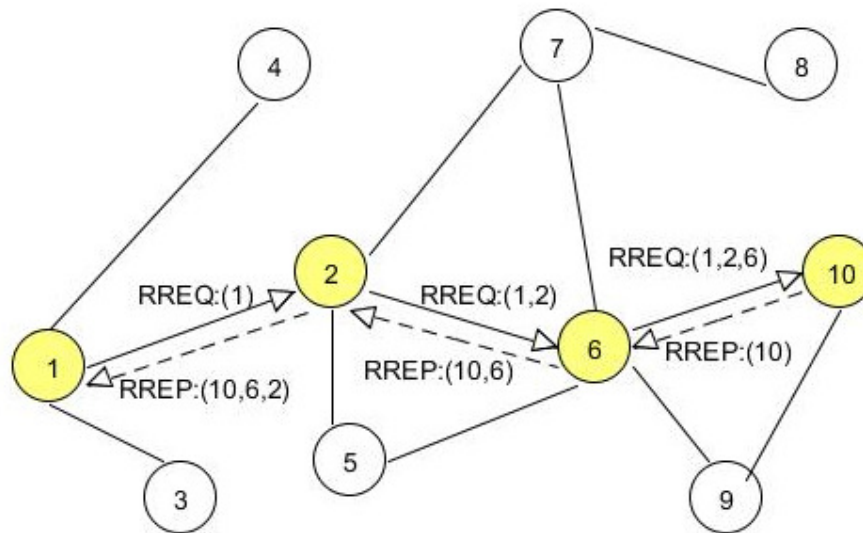 7
8
4
2
10
RREQ:(1,2,6)
RREQ:(1)
RREQ:(1,2)
6
RREP:(10)
1
RREP:(10,6,2)
RREP:(10,6)
5
3
9